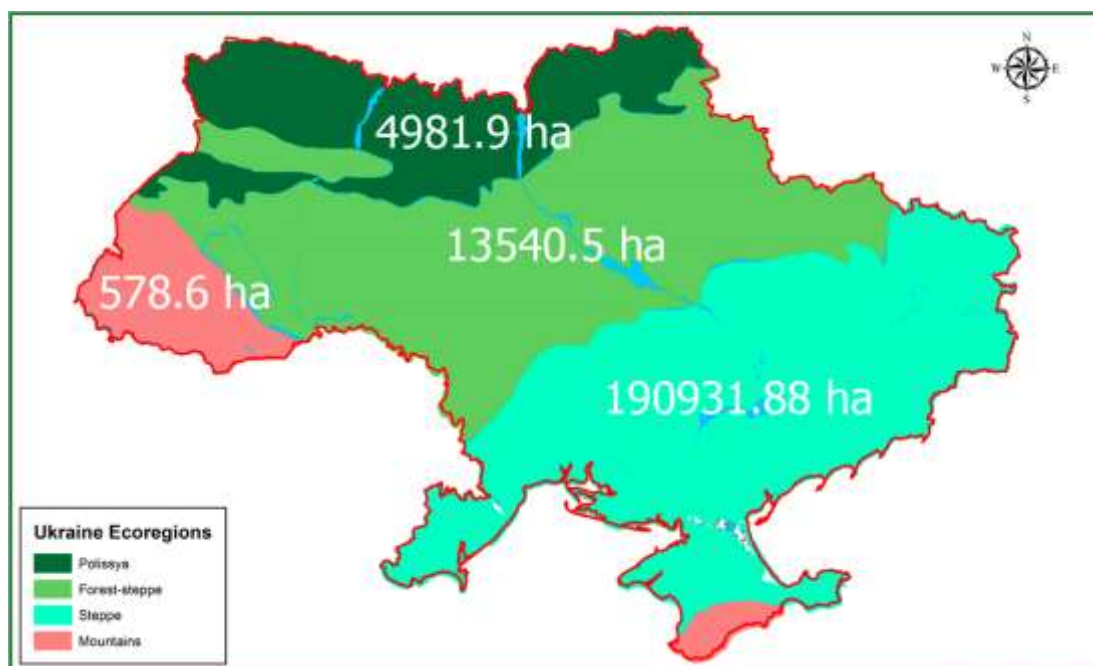 N
W E
S
4981.9 ha
13540.5 ha
578.6 ha
190931.88 ha
Ukraine Ecoregions
Polissya
Forest-steppe
Steppe
Mountains